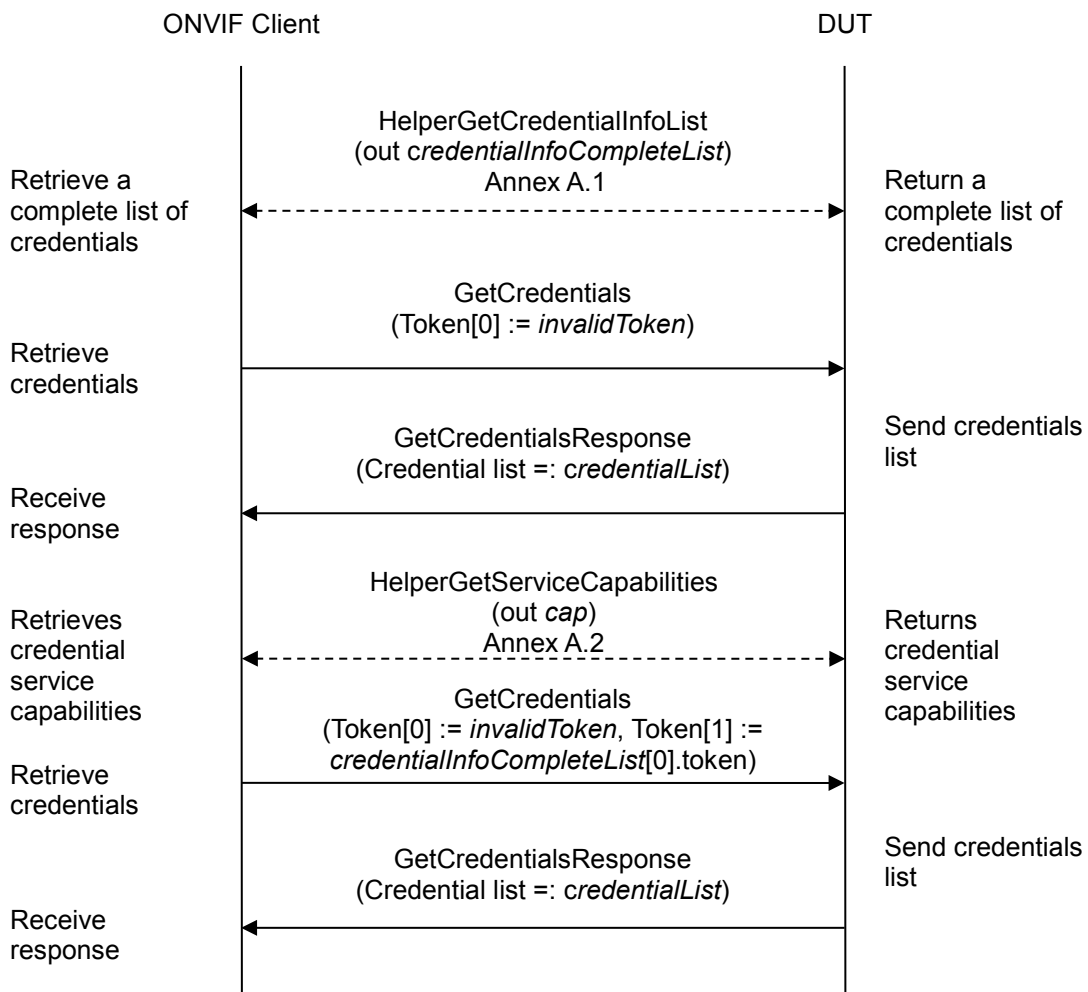 ONVIF Client
DUT
HelperGetCredentialInfoList
(out credentialInfoCompleteList)
Annex A.1
Retrieve a
complete list of
credentials
Return a
complete list of
credentials
GetCredentials
(Token[0] := invalidToken)
Retrieve
credentials
GetCredentialsResponse
(Credential list =: credentialList)
Send credentials
list
Receive
response
HelperGetServiceCapabilities
(out cap)
Annex A.2
Retrieves
credential
service
capabilities
Returns
credential
service
capabilities
GetCredentials
(Token[0] := invalidToken, Token[1] :=
credentialInfoCompleteList[0].token)
Retrieve
credentials
GetCredentialsResponse
(Credential list =: credentialList)
Send credentials
list
Receive
response